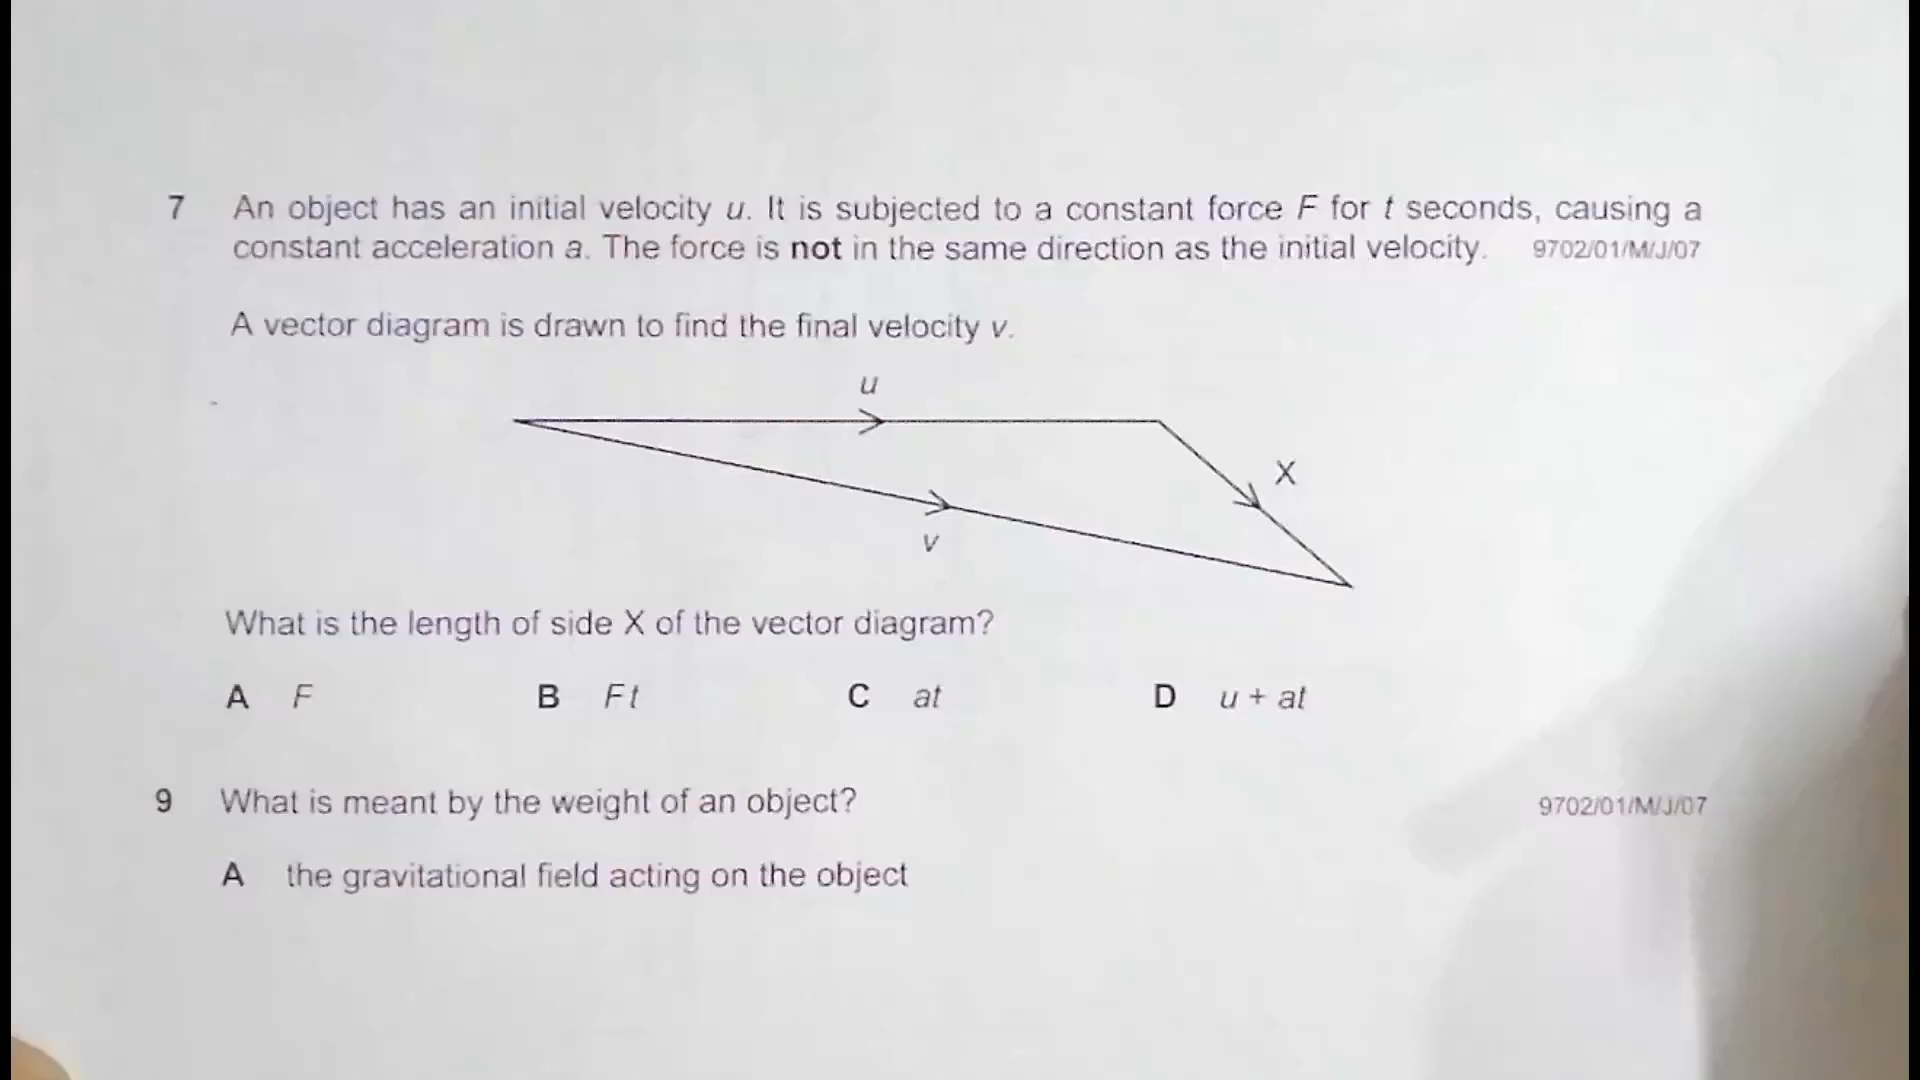 7 An object has an initial velocity u. It is subjected to a constant force F for t seconds, causing a
constant acceleration a. The force is not in the same direction as the initial velocity. 9702/01/M/J/07
A vector diagram is drawn to find the final velocity v.
u
X
v
What is the length of side X of the vector diagram?
A F B Ft C at D u + at
9 What is meant by the weight of an object? 9702/01/M/J/07
A the gravitational field acting on the object